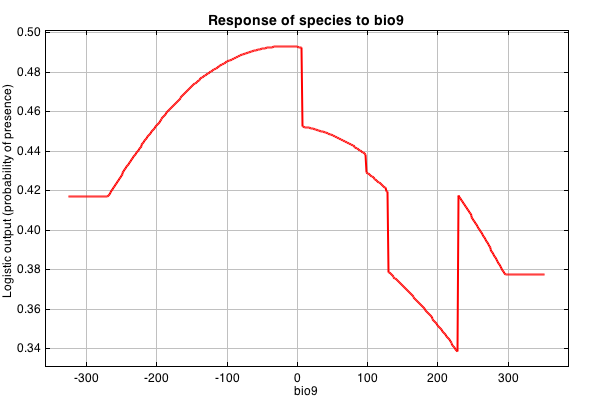 Response of species to bio9
Logistic output (probability of presence)
0.50
0.48
0.46
0.44
0.42
0.40
0.38
0.36
0.34
-300 -200 -100 0 100 200 300
bio9